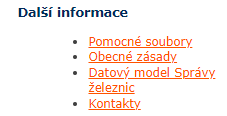 Další informace
Pomocné soubory
Obecné zásady
Datový model Správy
železnic
Kontakty